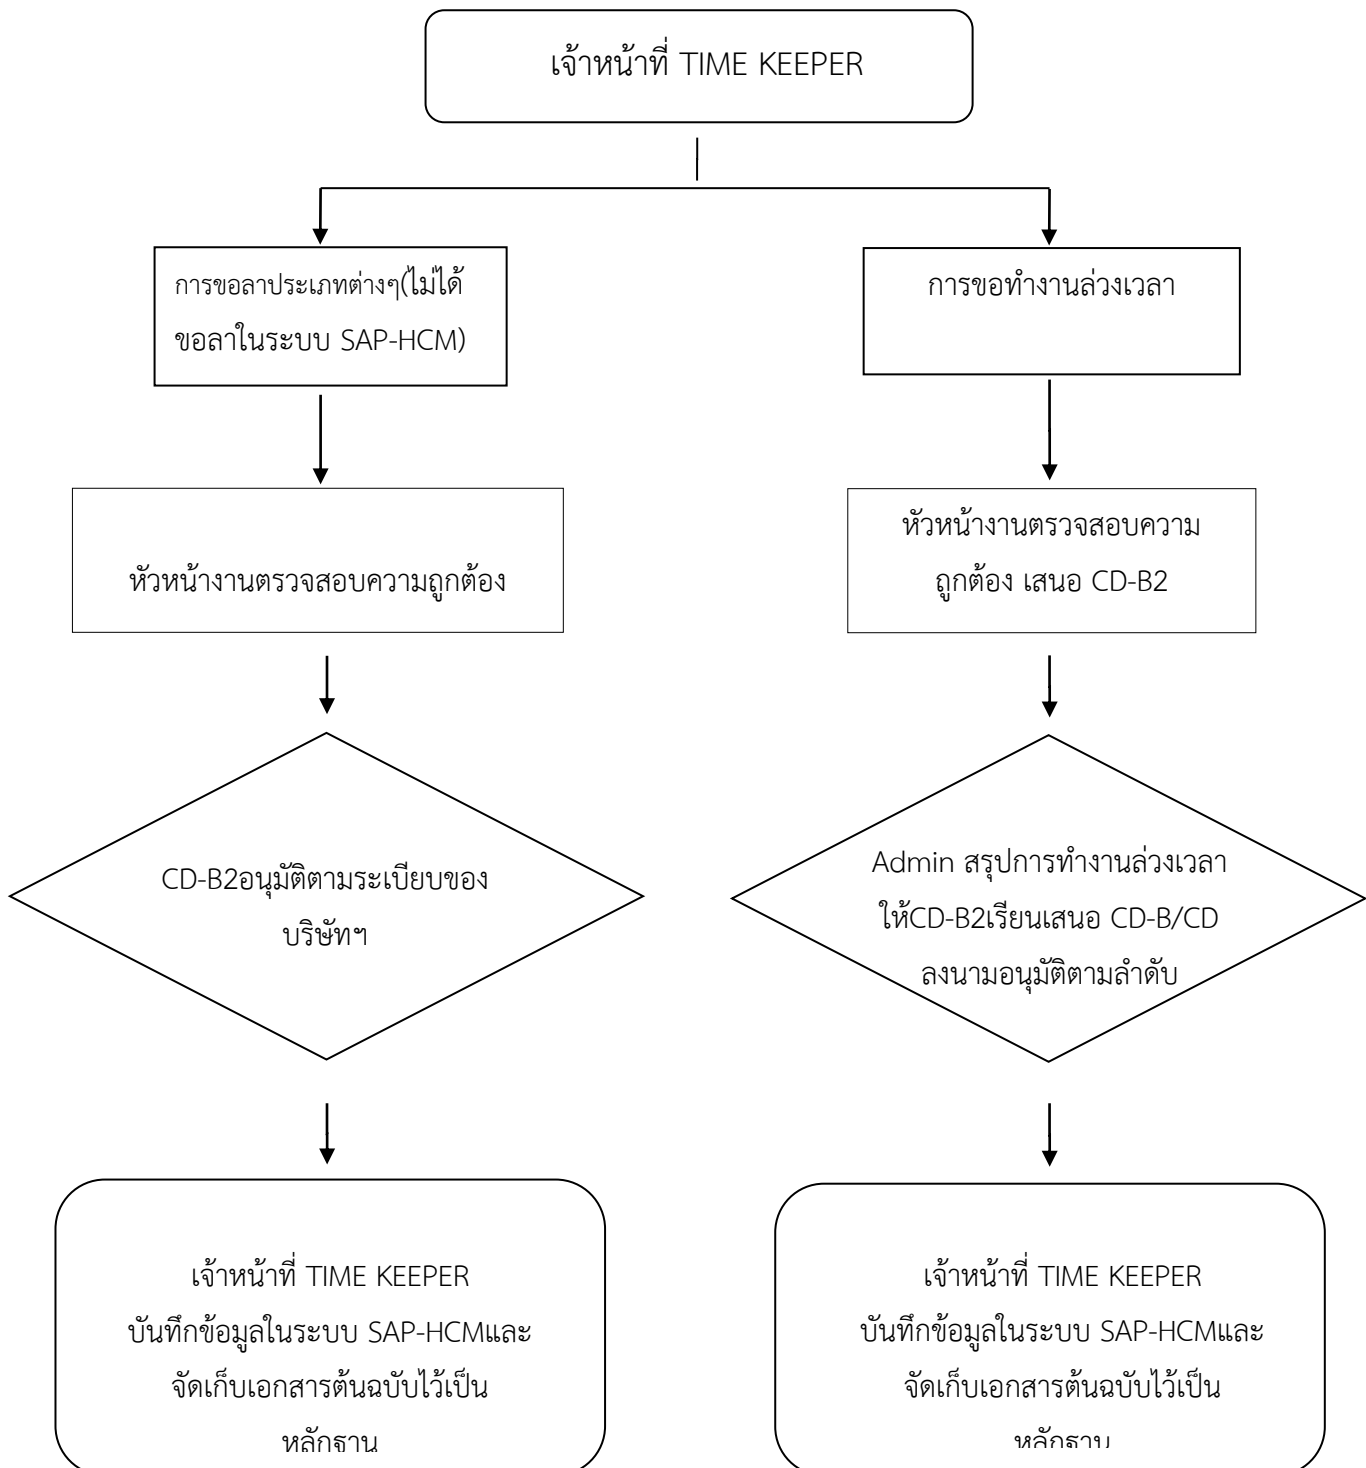 เจ้าหน้าที่ TIME KEEPER
การขอลาประเภทต่างๆ(ไม่ได้
ขอลาในระบบ SAP-HCM)
การขอทำงานล่วงเวลา
หัวหน้างานตรวจสอบความถูกต้อง
หัวหน้างานตรวจสอบความ
ถูกต้อง เสนอ CD-B2
CD-B2อนุมัติตามระเบียบของ
บริษัทฯ
Admin สรุปการทำงานล่วงเวลา
ให้CD-B2เรียนเสนอ CD-B/CD
ลงนามอนุมัติตามลำดับ
เจ้าหน้าที่ TIME KEEPER
บันทึกข้อมูลในระบบ SAP-HCMและ
จัดเก็บเอกสารต้นฉบับไว้เป็น
หลักฐาน
เจ้าหน้าที่ TIME KEEPER
บันทึกข้อมูลในระบบ SAP-HCMและ
จัดเก็บเอกสารต้นฉบับไว้เป็น
หลักฐาน